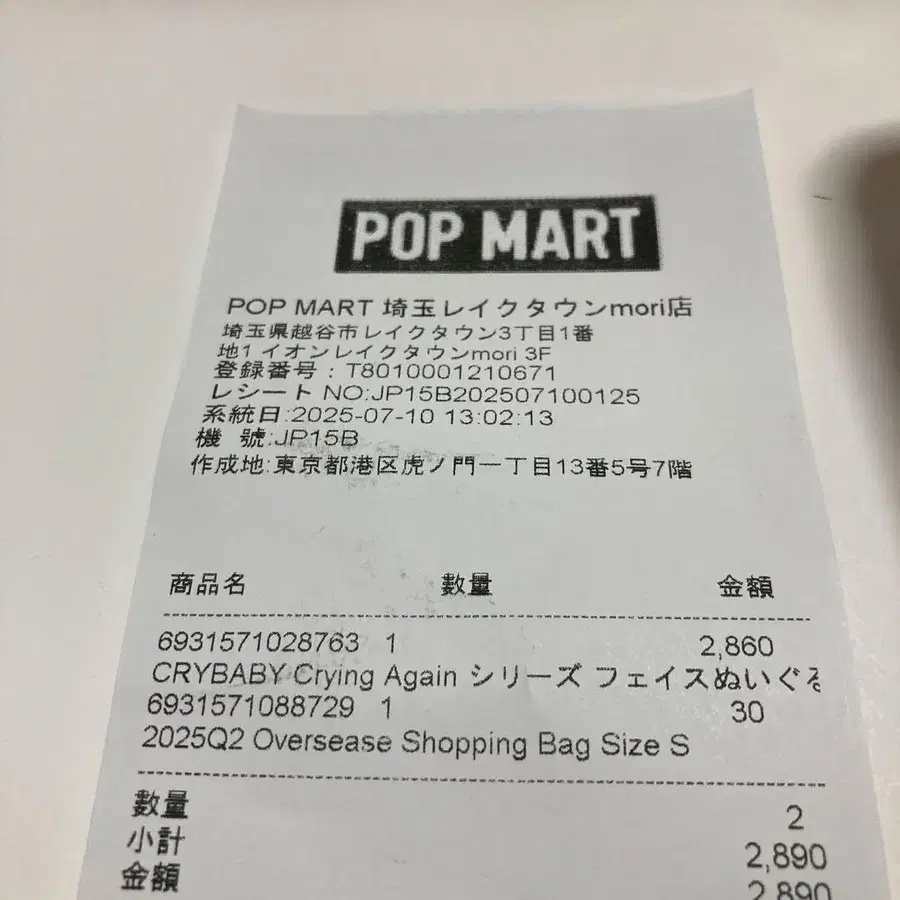 POP MART
POP MART 埼玉レイクタウンmori店
埼玉県越谷市レイクタウン3丁目1番
地1 イオンレイクタウンmori 3F
登録番号 : T8010001210671
レシート NO:JP15B202507100125
系統日:2025-07-10 13:02:13
機 號:JP15B
作成地:東京都港区虎ノ門一丁目13番5号7階
商品名 數量 金額
6931571028763 1 2,860
CRYBABY Crying Again シリーズ フェイスぬいぐる
6931571088729 1 30
2025Q2 Oversease Shopping Bag Size S
數量 2
小計 2,890
金額 2,890